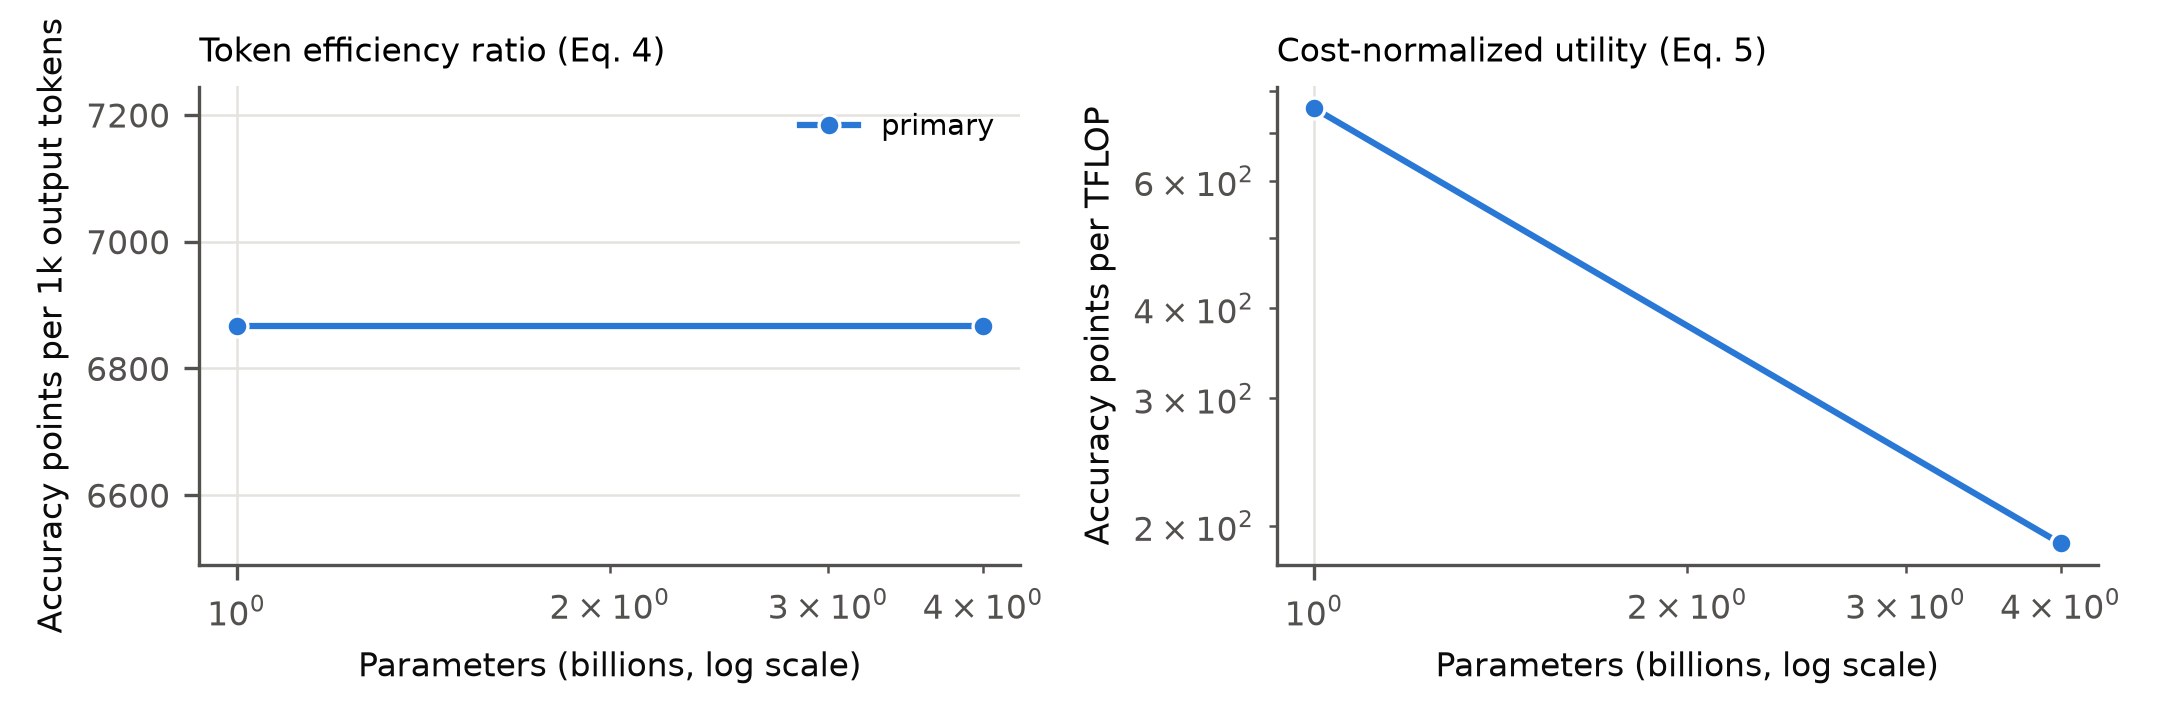 Token efficiency ratio (Eq. 4)
Accuracy points per 1k output tokens
7200
7000
6800
6600
primary
10⁰
2 × 10⁰
3 × 10⁰
4 × 10⁰
Parameters (billions, log scale)
Cost-normalized utility (Eq. 5)
Accuracy points per TFLOP
6 × 10²
4 × 10²
3 × 10²
2 × 10²
10⁰
2 × 10⁰
3 × 10⁰
4 × 10⁰
Parameters (billions, log scale)